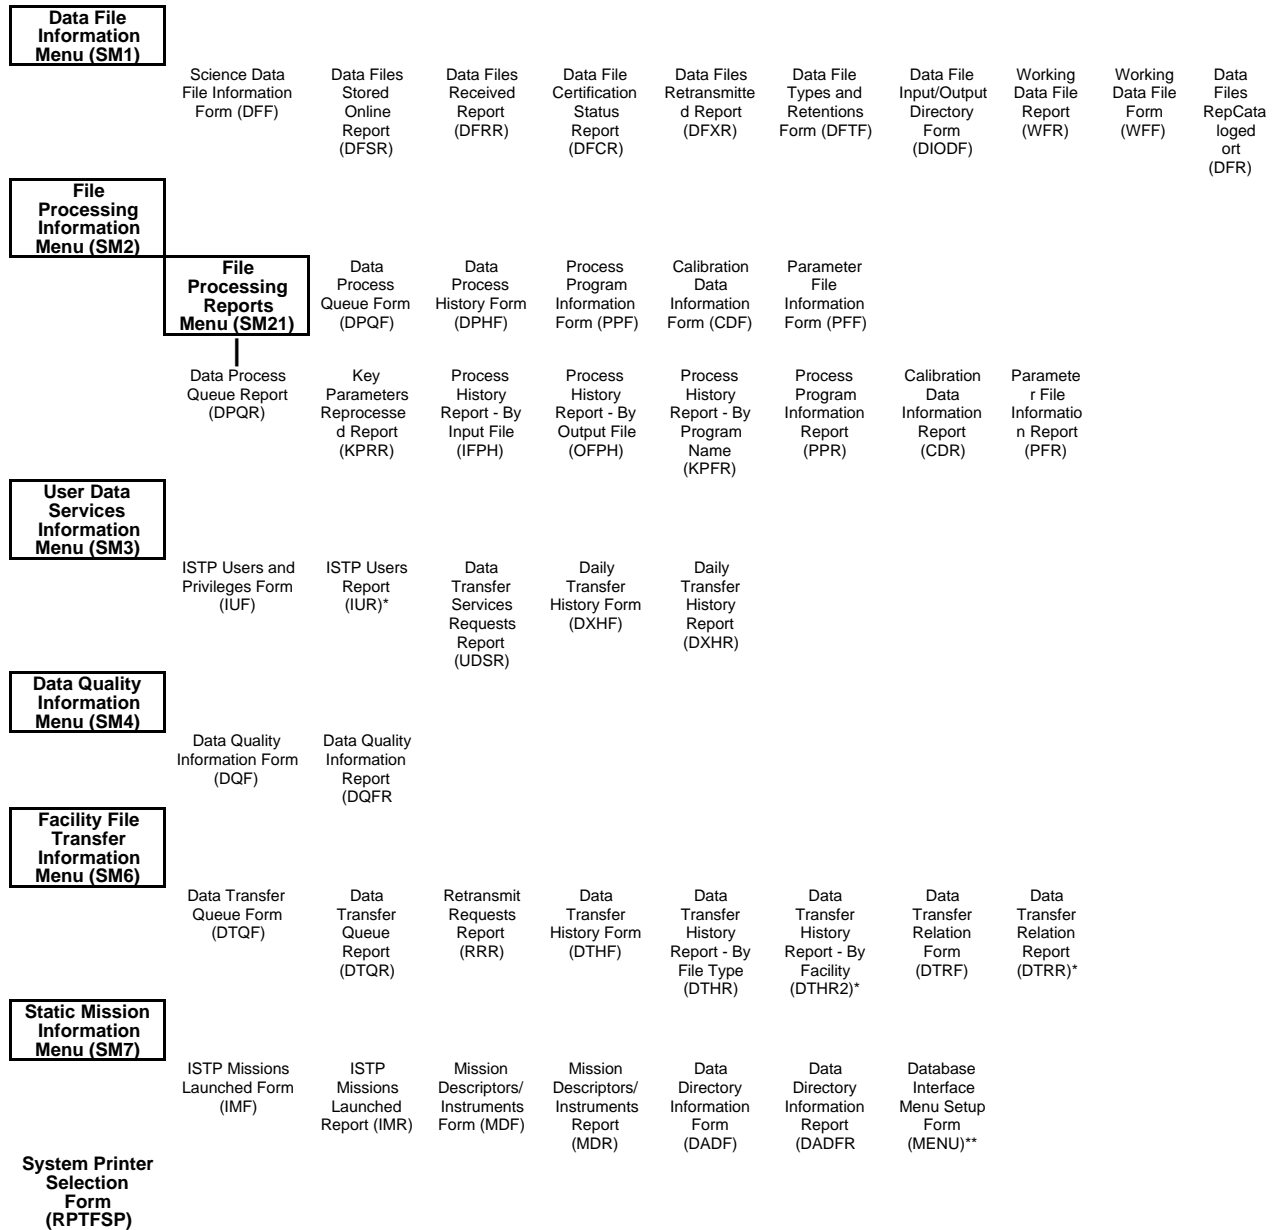 Data File
Information
Menu (SM1)
Science Data
File Information
Form (DFF)
Data Files
Stored
Online
Report
(DFSR)
Data Files
Received
Report
(DFRR)
Data File
Certification
Status
Report
(DFCR)
Data Files
Retransmitte
d Report
(DFXR)
Data File
Types and
Retentions
Form (DFTF)
Data File
Input/Output
Directory
Form
(DIODF)
Working
Data File
Report
(WFR)
Working
Data File
Form
(WFF)
Data
Files
RepCata
loged
ort
(DFR)
File
Processing
Information
Menu (SM2)
File
Processing
Reports
Menu (SM21)
Data
Process
Queue Form
(DPQF)
Data
Process
History Form
(DPHF)
Process
Program
Information
Form (PPF)
Calibration
Data
Information
Form (CDF)
Parameter
File
Information
Form (PFF)
Data Process
Queue Report
(DPQR)
Key
Parameters
Reprocesse
d Report
(KPRR)
Process
History
Report - By
Input File
(IFPH)
Process
History
Report - By
Output File
(OFPH)
Process
History
Report - By
Program
Name
(KPFR)
Process
Program
Information
Report
(PPR)
Calibration
Data
Information
Report
(CDR)
Paramete
r File
Informatio
n Report
(PFR)
User Data
Services
Information
Menu (SM3)
ISTP Users and
Privileges Form
(IUF)
ISTP Users
Report
(IUR)*
Data
Transfer
Services
Requests
Report
(UDSR)
Daily
Transfer
History Form
(DXHF)
Daily
Transfer
History
Report
(DXHR)
Data Quality
Information
Menu (SM4)
Data Quality
Information Form
(DQF)
Data Quality
Information
Report
(DQFR
Facility File
Transfer
Information
Menu (SM6)
Data Transfer
Queue Form
(DTQF)
Data
Transfer
Queue
Report
(DTQR)
Retransmit
Requests
Report
(RRR)
Data
Transfer
History Form
(DTHF)
Data
Transfer
History
Report - By
File Type
(DTHR)
Data
Transfer
History
Report - By
Facility
(DTHR2)*
Data
Transfer
Relation
Form
(DTRF)
Data
Transfer
Relation
Report
(DTRR)*
Static Mission
Information
Menu (SM7)
ISTP Missions
Launched Form
(IMF)
ISTP
Missions
Launched
Report (IMR)
Mission
Descriptors/
Instruments
Form (MDF)
Mission
Descriptors/
Instruments
Report
(MDR)
Data
Directory
Information
Form
(DADF)
Data
Directory
Information
Report
(DADFR
Database
Interface
Menu Setup
Form
(MENU)**
System Printer
Selection
Form
(RPTFSP)